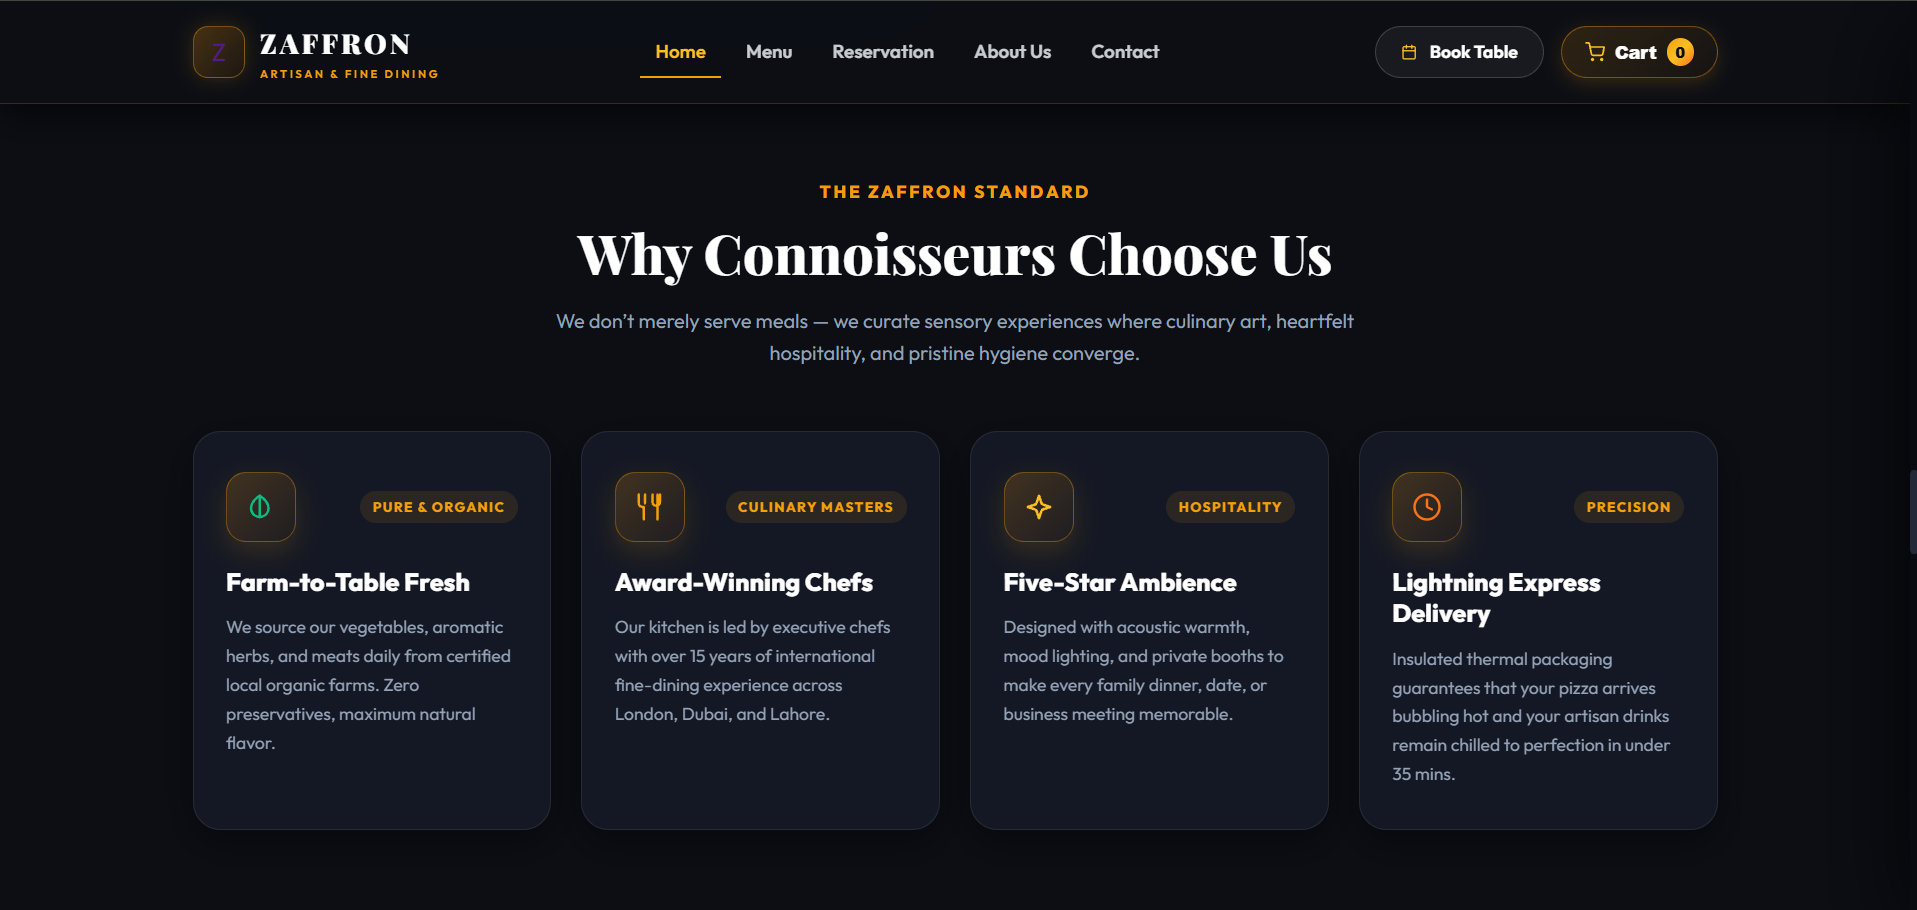 Z
ZAFFRON
ARTISAN & FINE DINING
Home
Menu
Reservation
About Us
Contact
Book Table
Cart
0
THE ZAFFRON STANDARD
Why Connoisseurs Choose Us
We don’t merely serve meals — we curate sensory experiences where culinary art, heartfelt
hospitality, and pristine hygiene converge.
PURE & ORGANIC
Farm-to-Table Fresh
We source our vegetables, aromatic
herbs, and meats daily from certified
local organic farms. Zero
preservatives, maximum natural
flavor.
CULINARY MASTERS
Award-Winning Chefs
Our kitchen is led by executive chefs
with over 15 years of international
fine-dining experience across
London, Dubai, and Lahore.
HOSPITALITY
Five-Star Ambience
Designed with acoustic warmth,
mood lighting, and private booths to
make every family dinner, date, or
business meeting memorable.
PRECISION
Lightning Express
Delivery
Insulated thermal packaging
guarantees that your pizza arrives
bubbling hot and your artisan drinks
remain chilled to perfection in under
35 mins.